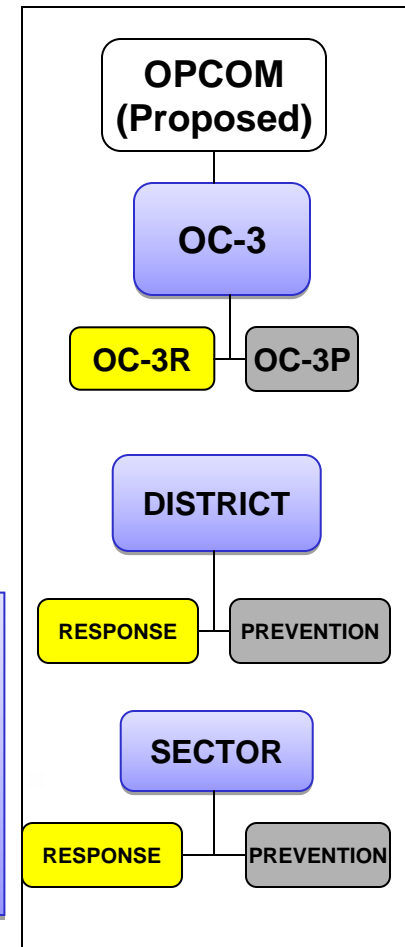 OPCOM
(Proposed)
OC-3
OC-3R OC-3P
DISTRICT
RESPONSE PREVENTION
SECTOR
RESPONSE PREVENTION